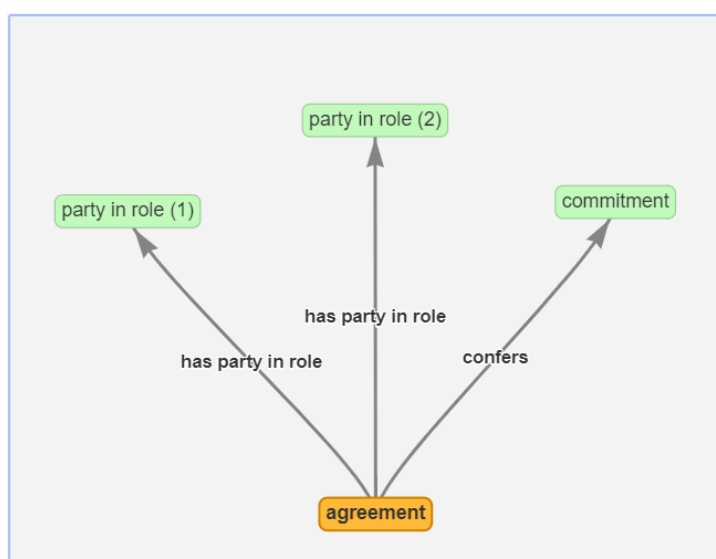 party in role (2)
party in role (1)
commitment
has party in role
has party in role
confers
agreement